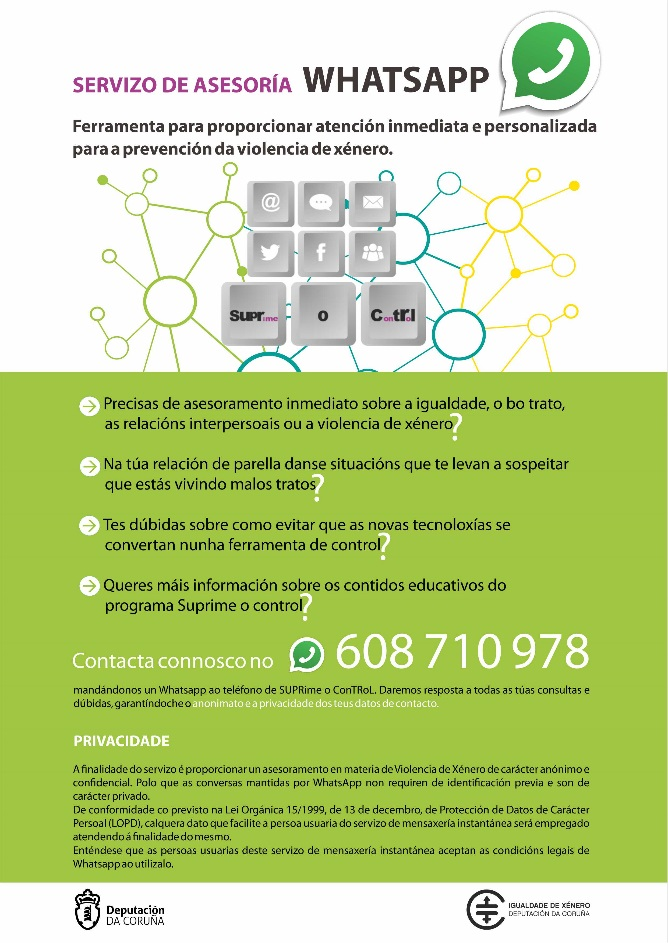 SERVIZO DE ASESORÍA WHATSAPP
Ferramenta para proporcionar atención inmediata e personalizada
para a prevención da violencia de xénero.
@
f
Suprime o ConTRoL
Precisas de asesoramento inmediato sobre a igualdade, o bo trato,
as relacións interpersoais ou a violencia de xénero?
Na túa relación de parella danse situacións que te levan a sospeitar
que estás vivindo malos tratos?
Tes dúbidas sobre como evitar que as novas tecnoloxías se
convertan nunha ferramenta de control?
Queres máis información sobre os contidos educativos do
programa Suprime o control?
Contacta connosco no 608 710 978
mandándonos un Whatsapp ao teléfono de SUPRime o ConTRoL. Daremos resposta a todas as túas consultas e
dúbidas, garantíndoche o anonimato e a privacidade dos teus datos de contacto.
PRIVACIDADE
A finalidade do servizo é proporcionar un asesoramento en materia de Violencia de Xénero de carácter anónimo e
confidencial. Polo que as conversas mantidas por WhatsApp non requiren de identificación previa e son de
carácter privado.
De conformidade co previsto na Lei Orgánica 15/1999, de 13 de decembro, de Protección de Datos de Carácter
Persoal (LOPD), calquera dato que facilite a persoa usuaria do servizo de mensaxería instantánea será empregado
atendendo á finalidade do mesmo.
Enténdese que as persoas usuarias deste servizo de mensaxería instantánea aceptan as condicións legais de
Whatsapp ao utilizalo.
Deputación
DA CORUÑA
IGUALDADE DE XÉNERO
DEPUTACIÓN DA CORUÑA